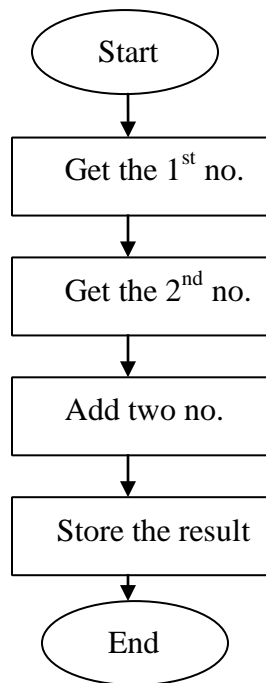 Start
Get the 1st no.
Get the 2nd no.
Add two no.
Store the result
End